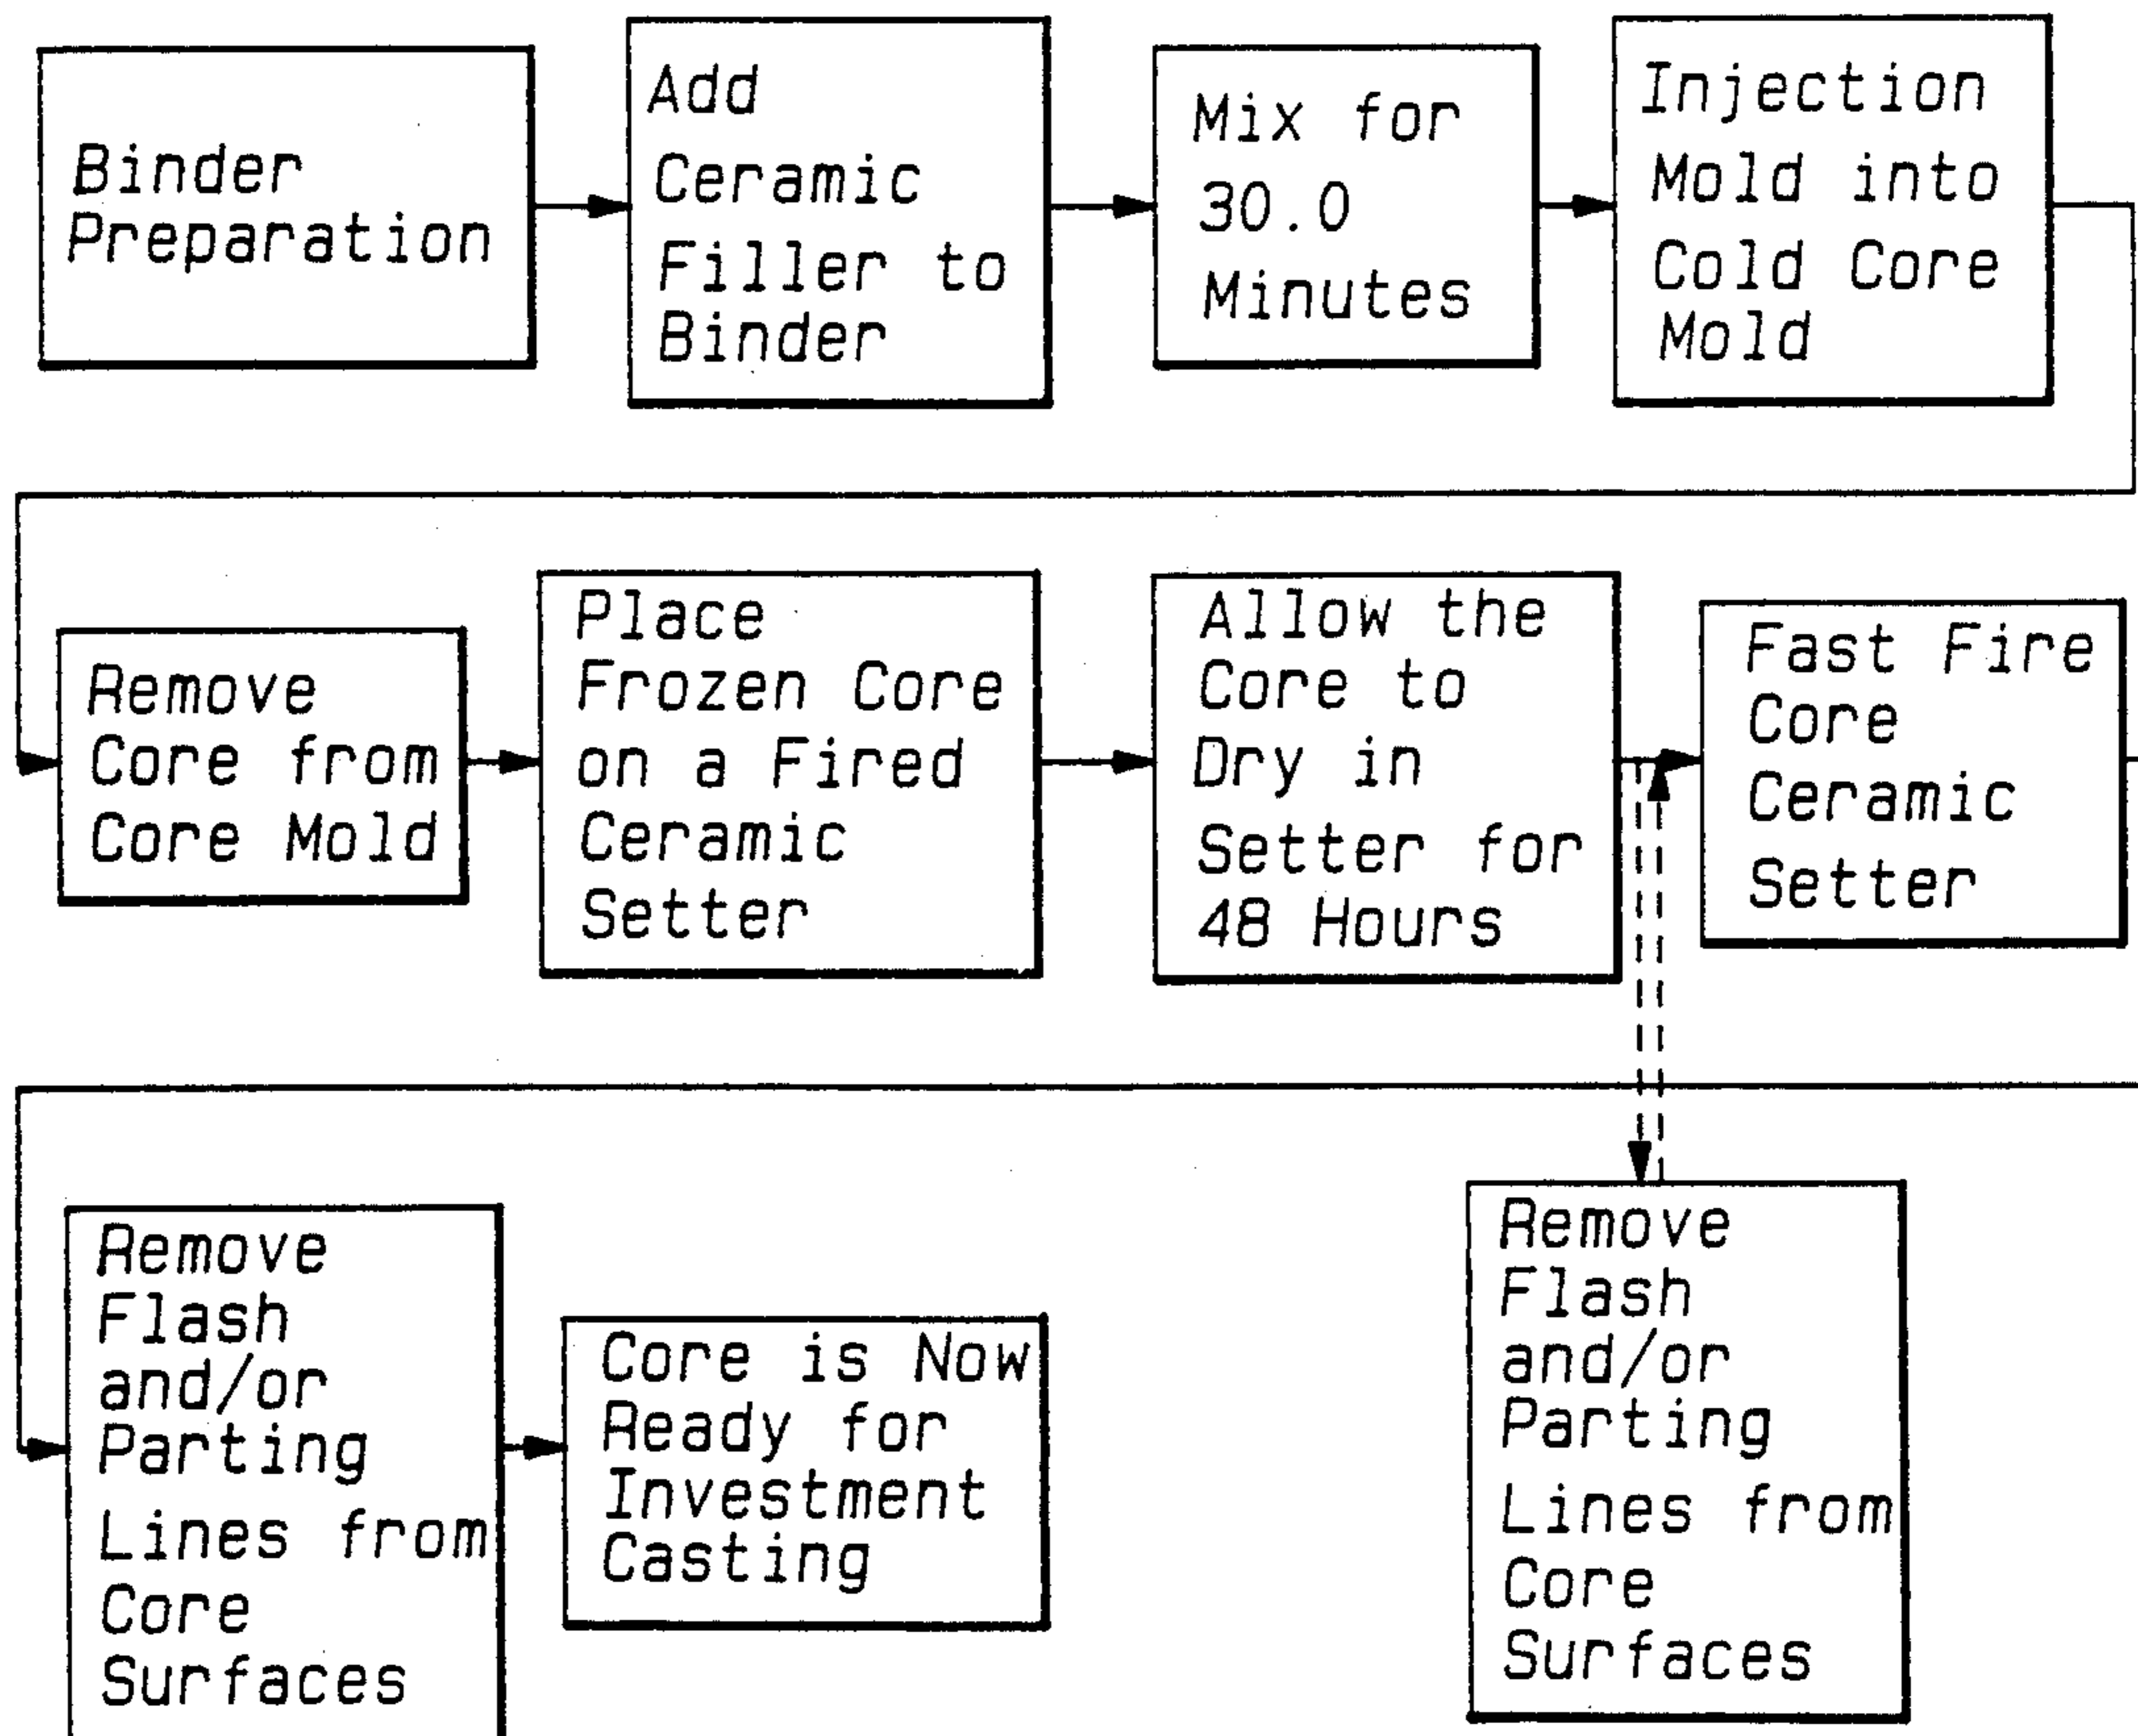 Binder
Preparation
Add
Ceramic
Filler to
Binder
Mix for
30.0
Minutes
Injection
Mold into
Cold Core
Mold
Remove
Core from
Core Mold
Place
Frozen Core
on a Fired
Ceramic
Setter
Allow the
Core to
Dry in
Setter for
48 Hours
Fast Fire
Core
Ceramic
Setter
Remove
Flash
and/or
Parting
Lines from
Core
Surfaces
Core is Now
Ready for
Investment
Casting
Remove
Flash
and/or
Parting
Lines from
Core
Surfaces